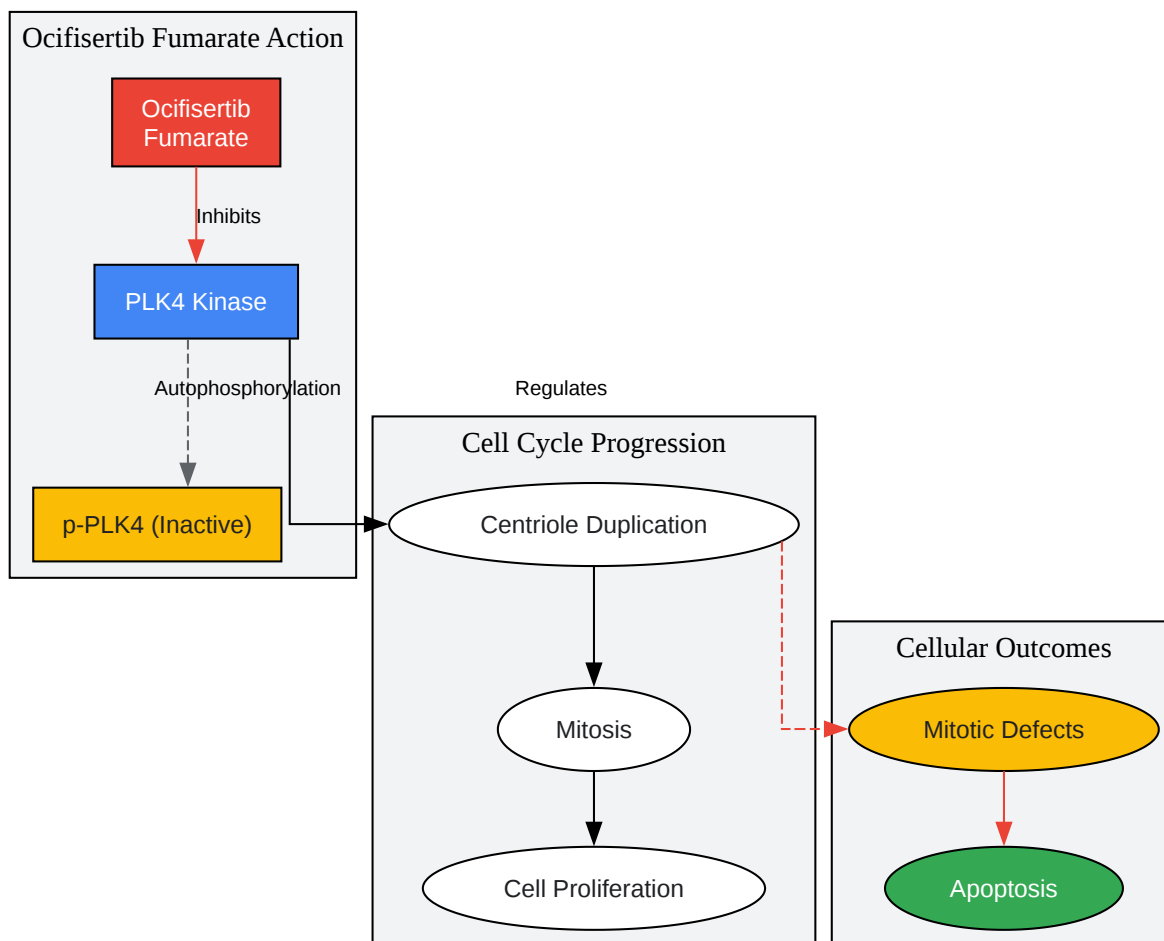 Ocifisertib Fumarate Action
Ocifisertib
Fumarate
Inhibits
PLK4 Kinase
Autophosphorylation
p-PLK4 (Inactive)
Regulates
Cell Cycle Progression
Centriole Duplication
Mitosis
Cell Proliferation
Cellular Outcomes
Mitotic Defects
Apoptosis